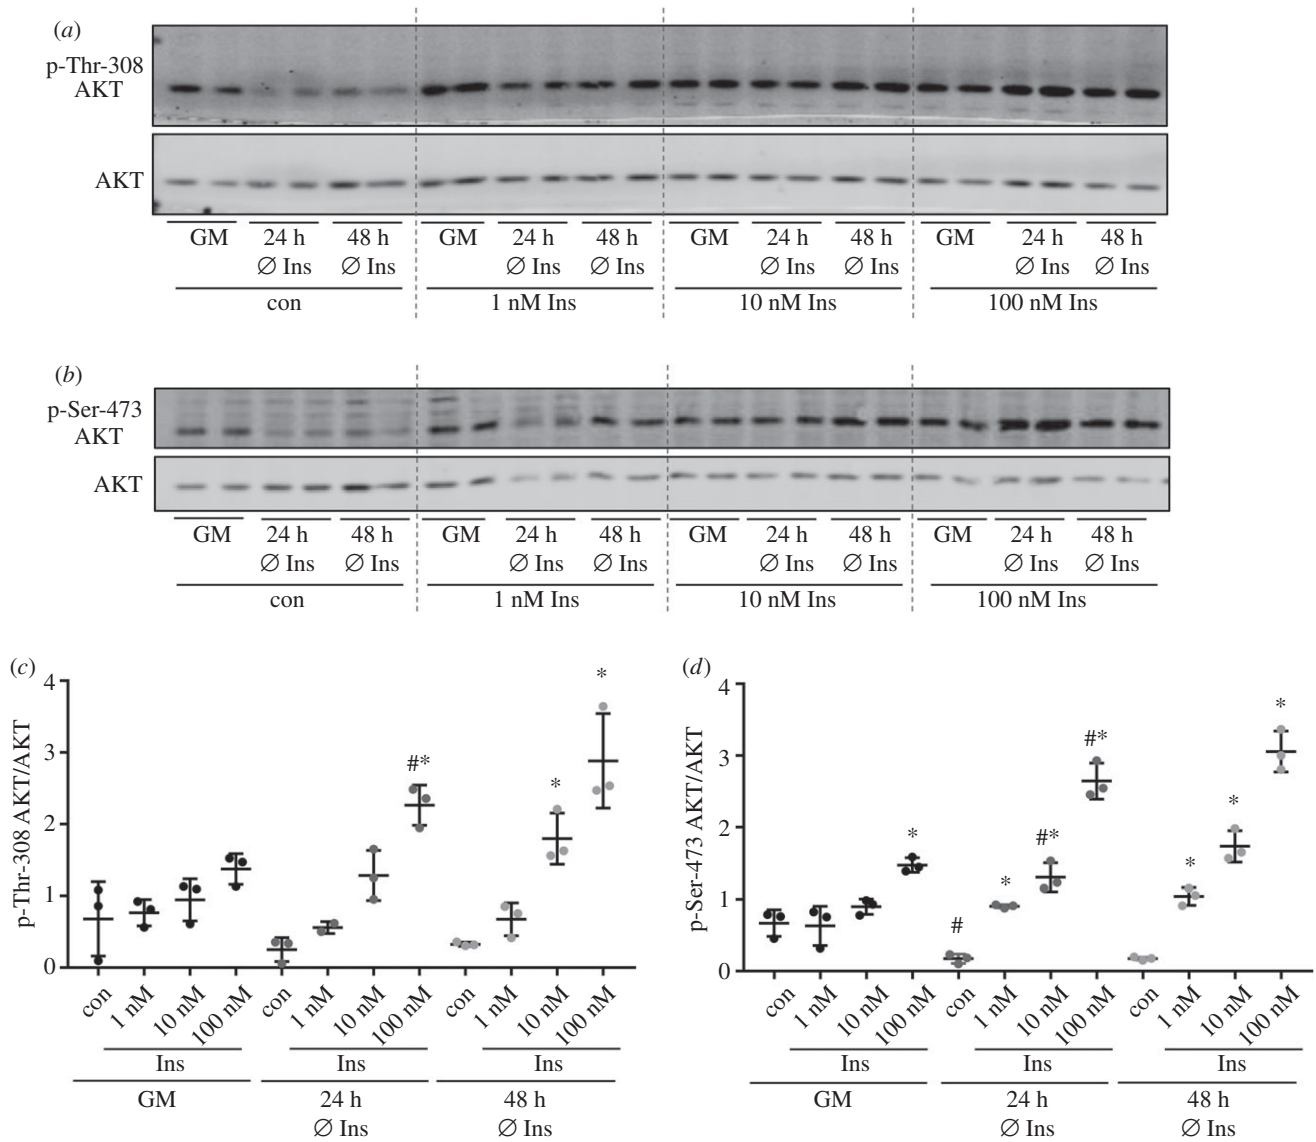 (a)
p-Thr-308
AKT
AKT
GM 24 h 48 h GM 24 h 48 h GM 24 h 48 h GM 24 h 48 h
∅ Ins ∅ Ins ∅ Ins ∅ Ins ∅ Ins ∅ Ins ∅ Ins ∅ Ins
con 1 nM Ins 10 nM Ins 100 nM Ins
(b)
p-Ser-473
AKT
AKT
GM 24 h 48 h GM 24 h 48 h GM 24 h 48 h GM 24 h 48 h
∅ Ins ∅ Ins ∅ Ins ∅ Ins ∅ Ins ∅ Ins ∅ Ins ∅ Ins
con 1 nM Ins 10 nM Ins 100 nM Ins
(c)
p-Thr-308 AKT/AKT
4
3
2
1
0
#*
*
*
con 1 nM 10 nM 100 nM con 1 nM 10 nM 100 nM con 1 nM 10 nM 100 nM
Ins Ins Ins
GM 24 h 48 h
∅ Ins ∅ Ins
(d)
p-Ser-473 AKT/AKT
4
3
2
1
0
*
#
*
#*
#*
*
*
*
con 1 nM 10 nM 100 nM con 1 nM 10 nM 100 nM con 1 nM 10 nM 100 nM
Ins Ins Ins
GM 24 h 48 h
∅ Ins ∅ Ins